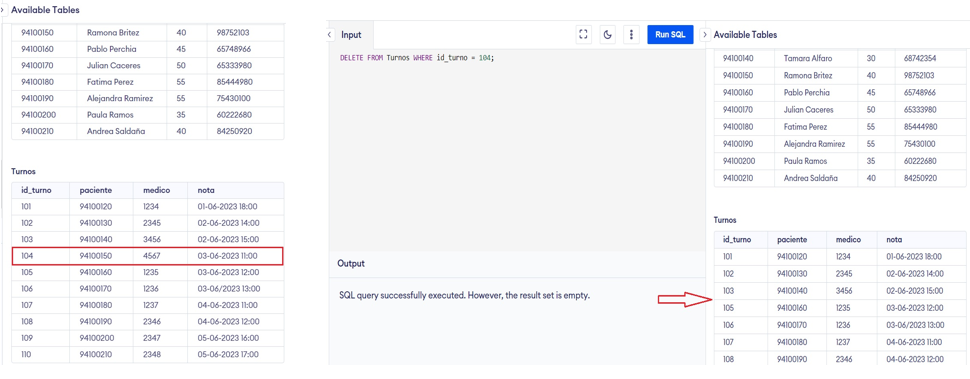 Available Tables
94100150 Ramona Britez 40 98752103
94100160 Pablo Perchia 45 65748966
94100170 Julian Caceres 50 65333980
94100180 Fatima Perez 55 85444980
94100190 Alejandra Ramirez 55 75430100
94100200 Paula Ramos 35 60222680
94100210 Andrea Saldaña 40 84250920
Turnos
id_turno paciente medico nota
101 94100120 1234 01-06-2023 18:00
102 94100130 2345 02-06-2023 14:00
103 94100140 3456 02-06-2023 15:00
104 94100150 4567 03-06-2023 11:00
105 94100160 1235 03-06-2023 12:00
106 94100170 1236 03-06/2023 13:00
107 94100180 1237 04-06-2023 11:00
108 94100190 2346 04-06-2023 12:00
109 94100200 2347 05-06-2023 16:00
110 94100210 2348 05-06-2023 17:00
Input
Run SQL
DELETE FROM Turnos WHERE id_turno = 104;
Output
SQL query successfully executed. However, the result set is empty.
Available Tables
94100140 Tamara Alfaro 30 68742354
94100150 Ramona Britez 40 98752103
94100160 Pablo Perchia 45 65748966
94100170 Julian Caceres 50 65333980
94100180 Fatima Perez 55 85444980
94100190 Alejandra Ramirez 55 75430100
94100200 Paula Ramos 35 60222680
94100210 Andrea Saldaña 40 84250920
Turnos
id_turno paciente medico nota
101 94100120 1234 01-06-2023 18:00
102 94100130 2345 02-06-2023 14:00
103 94100140 3456 02-06-2023 15:00
105 94100160 1235 03-06-2023 12:00
106 94100170 1236 03-06/2023 13:00
107 94100180 1237 04-06-2023 11:00
108 94100190 2346 04-06-2023 12:00